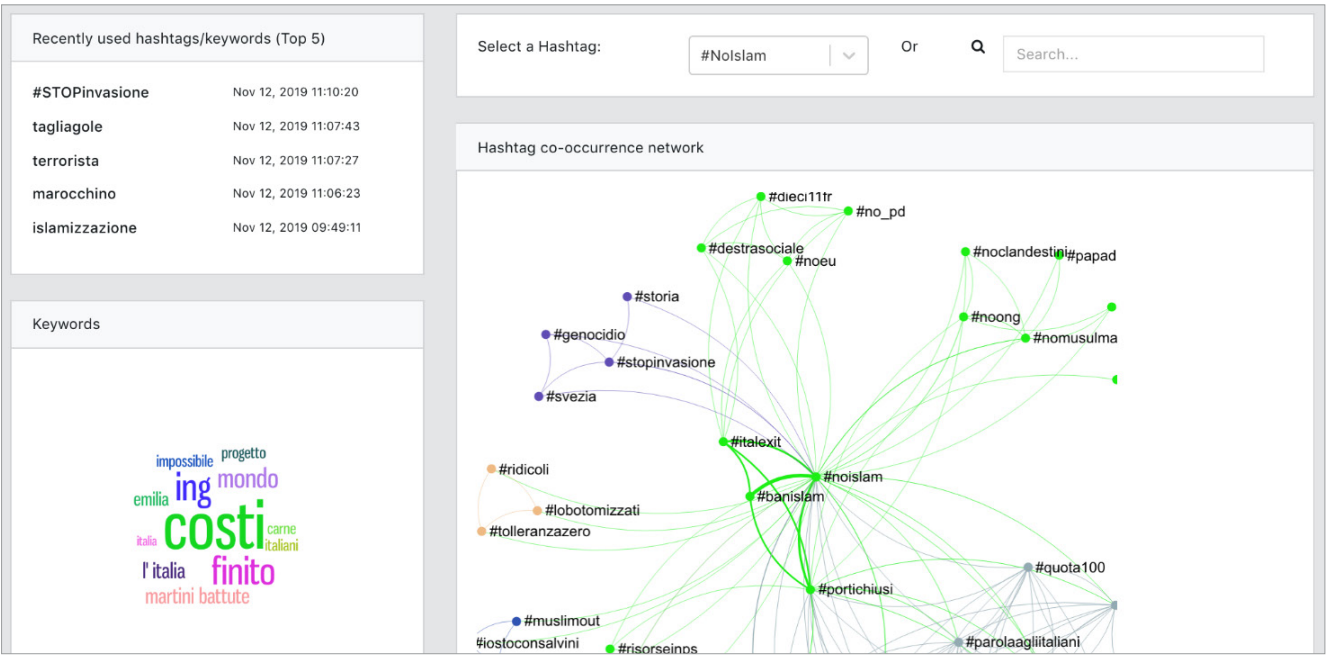 Recently used hashtags/keywords (Top 5)
#STOPinvasione Nov 12, 2019 11:10:20
tagliagole Nov 12, 2019 11:07:43
terrorista Nov 12, 2019 11:07:27
marocchino Nov 12, 2019 11:06:23
islamizzazione Nov 12, 2019 09:49:11
Keywords
impossibile
progetto
emilia
ing
mondo
costi
carne
italia
italiani
l' italia
finito
martini battute
Select a Hashtag:
#NoIslam
Or
Search...
Hashtag co-occurrence network
#dieci11fr
#no_pd
#destrasociale
#noeu
#noclandestini
#papad
#storia
#noong
#genocidio
#nomusulma
#stopinvasione
#svezia
#italexit
#ridicoli
#noislam
#banislam
#lobotomizzati
#tolleranzazero
#quota100
#portichiusi
#muslimout
#iostoconsalvini
#parolaagliitaliani
#risorseinps